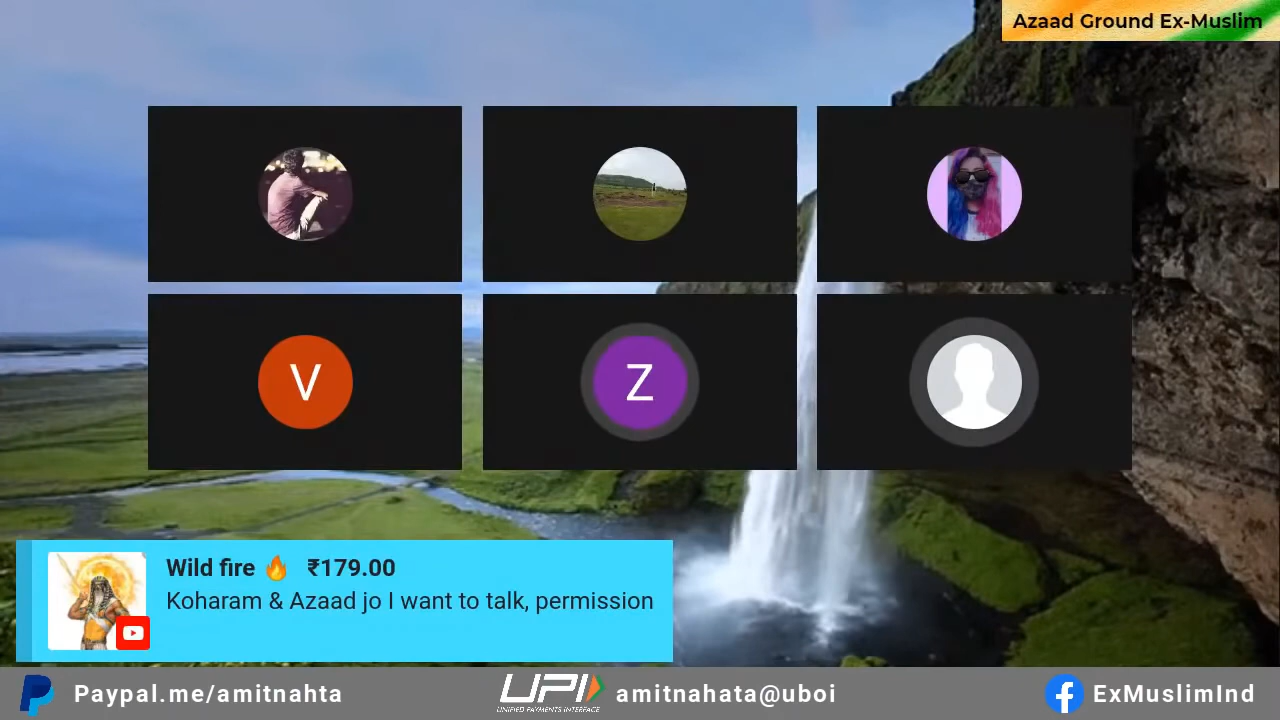 Azaad Ground Ex-Muslim
V
Z
Wild fire 🔥 ₹179.00
Koharam & Azaad jo I want to talk, permission
Paypal.me/amitnahta
UPI
UNIFIED PAYMENTS INTERFACE
amitnahata@uboi
ExMuslimInd